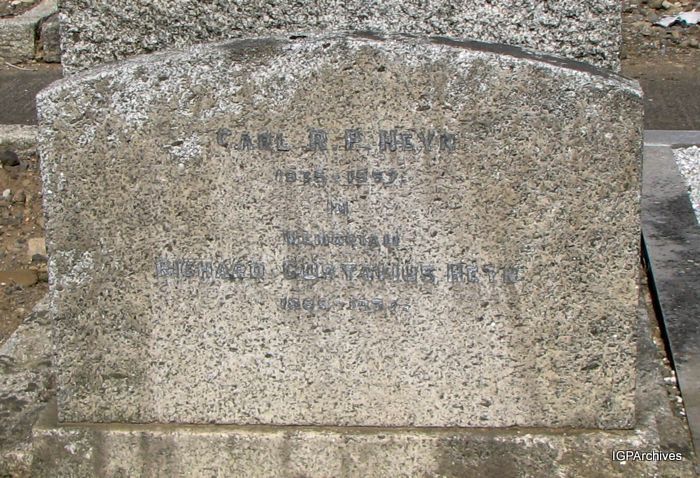 CARL R. P. HEYN
IN
MEMORIAM
RICHARD GUSTAVUS HEYN
IGPArchives